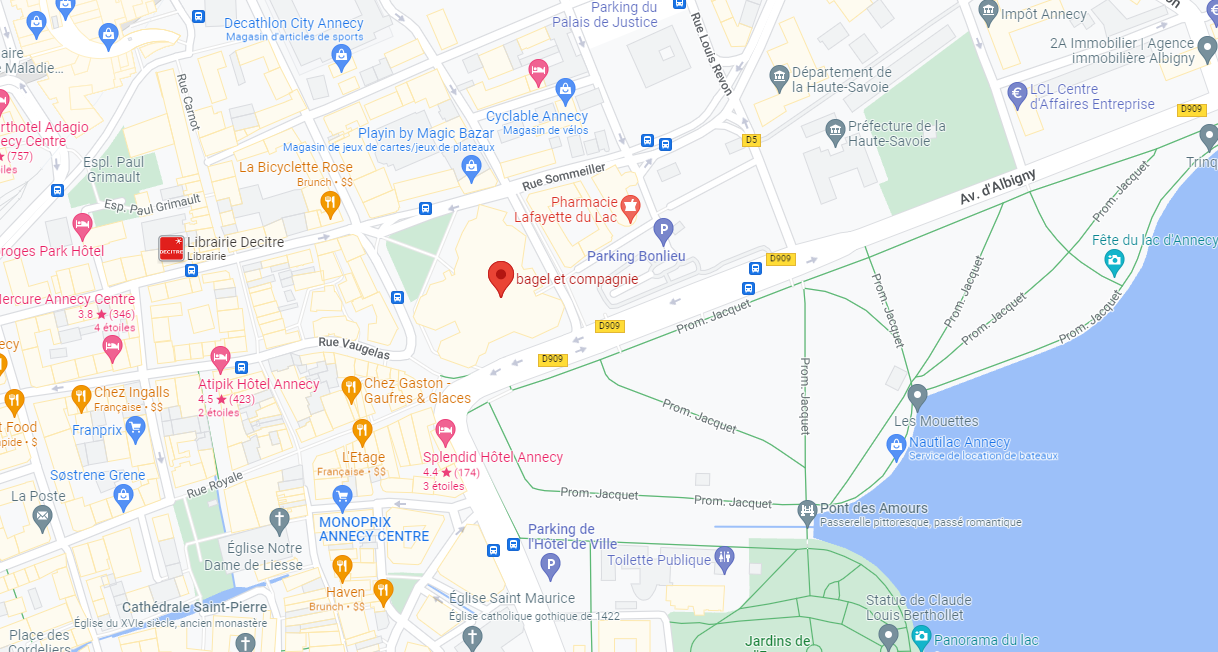 Parking du
Palais de Justice
Impôt Annecy
Decathlon City Annecy
Magasin d'articles de sports
Rue Louis Revon
2A Immobilier | Agence
immobilière Albigny
aire
e Maladie...
Département de
la Haute-Savoie
LCL Centre
d'Affaires Entreprise
D909
Rue Carnot
Cyclable Annecy
Magasin de vélos
Playin by Magic Bazar
Magasin de jeux de cartes/jeux de plateaux
Préfecture de la
Haute-Savoie
D5
rthotel Adagio
ecy Centre
(757)
iles
Espl. Paul
Grimault
La Bicyclette Rose
Brunch • $$
Rue Sommeiller
Trinq
Av. d'Albigny
Prom. Jacquet
Esp. Paul Grimault
Pharmacie
Lafayette du Lac
Librairie Decitre
Librairie
DECITRE
roges Park Hôtel
Parking Bonlieu
D909
Fête du lac d'Annecy
bagel et compagnie
Prom. Jacquet
Prom. Jacquet
Prom. Jacquet
Prom. Jacquet
Prom. Jacquet
Mercure Annecy Centre
3.8 ★ (346)
4 étoiles
D909
Rue Vaugelas
D909
ecy
Atipik Hôtel Annecy
4.5 ★ (423)
2 étoiles
Chez Gaston -
Gaufres & Glaces
Prom. Jacquet
Chez Ingalls
Française • $$
Prom. Jacquet
Les Mouettes
t Food
apide • $
Franprix
L'Etage
Française • $$
Splendid Hôtel Annecy
4.4 ★ (174)
3 étoiles
Nautilac Annecy
Service de location de bateaux
Søstrene Grene
Rue Royale
La Poste
Prom. Jacquet
Prom. Jacquet
Pont des Amours
Passerelle pittoresque, passé romantique
MONOPRIX
ANNECY CENTRE
Parking de
l'Hôtel de Ville
Église Notre
Dame de Liesse
Toilette Publique
Haven
Brunch • $$
Église Saint Maurice
Église catholique gothique de 1422
Statue de Claude
Louis Berthollet
Cathédrale Saint-Pierre
Église du XVIe siècle, ancien monastère
Place des
Cordeliers
Jardins de
Panorama du lac